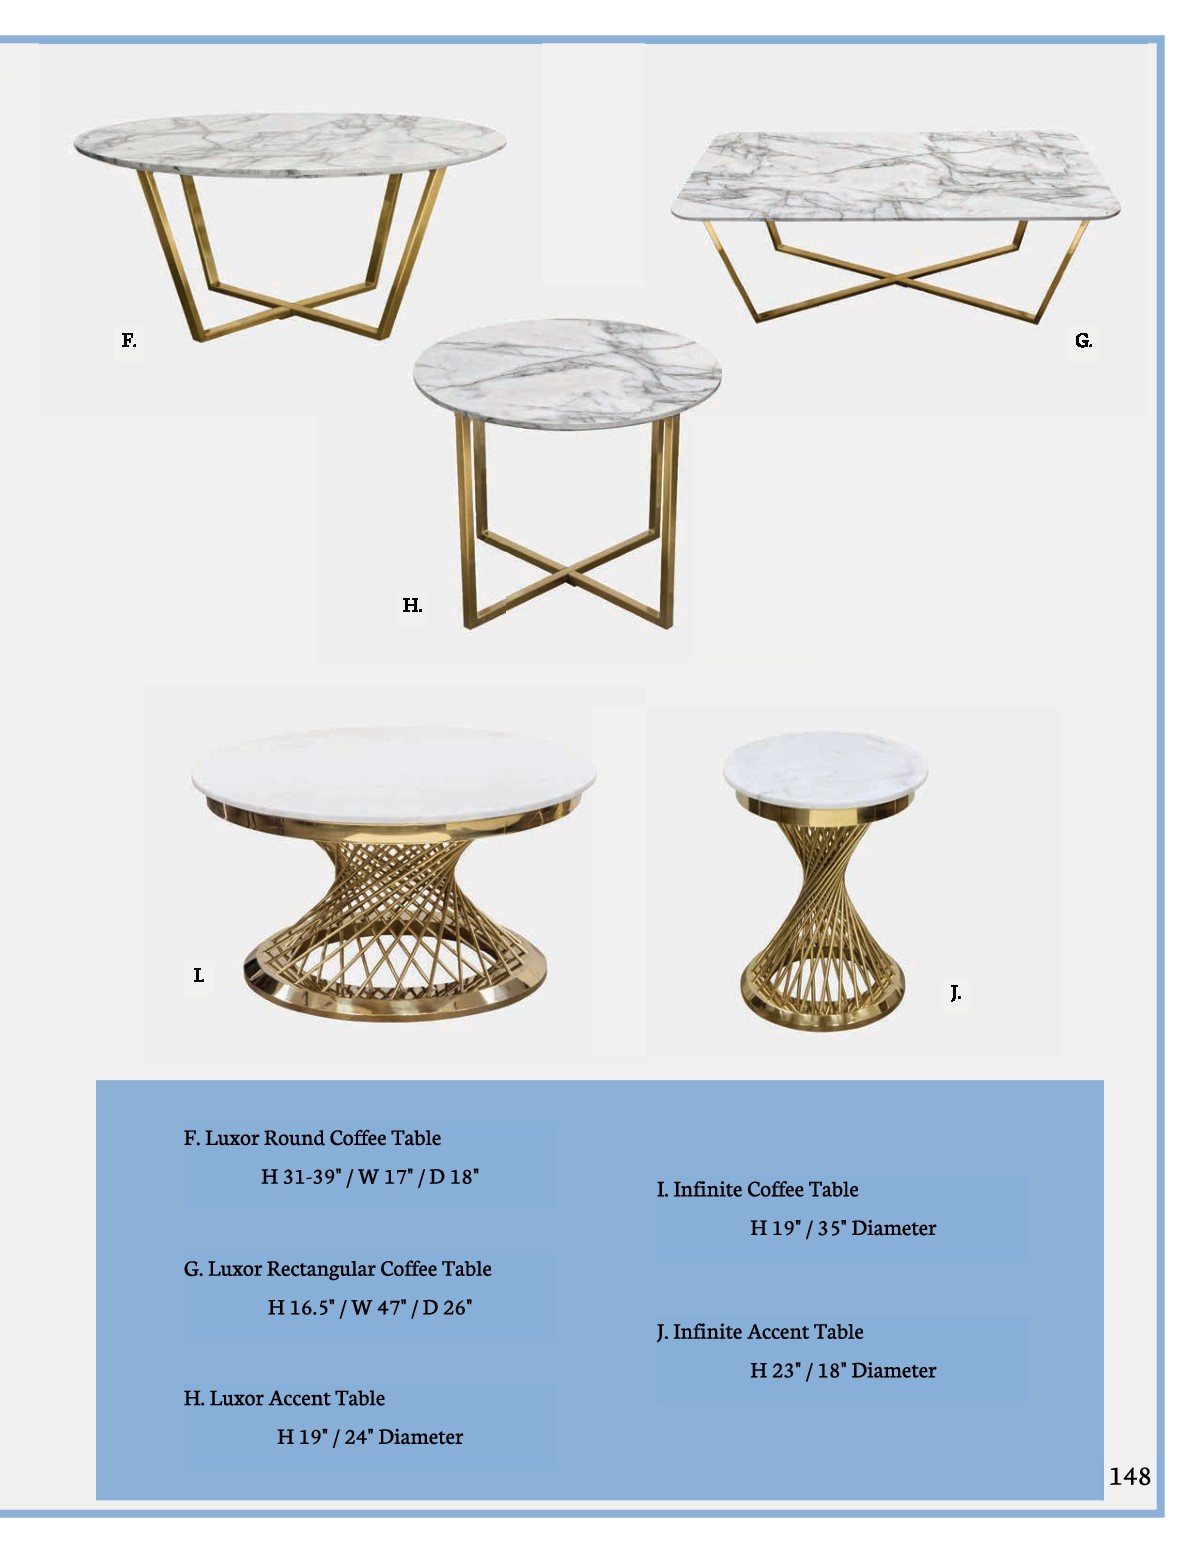 F.
G.
H.
I.
J.
F. Luxor Round Coffee Table
H 31-39" / W 17" / D 18"
G. Luxor Rectangular Coffee Table
H 16.5" / W 47" / D 26"
H. Luxor Accent Table
H 19" / 24" Diameter
I. Infinite Coffee Table
H 19" / 35" Diameter
J. Infinite Accent Table
H 23" / 18" Diameter
148